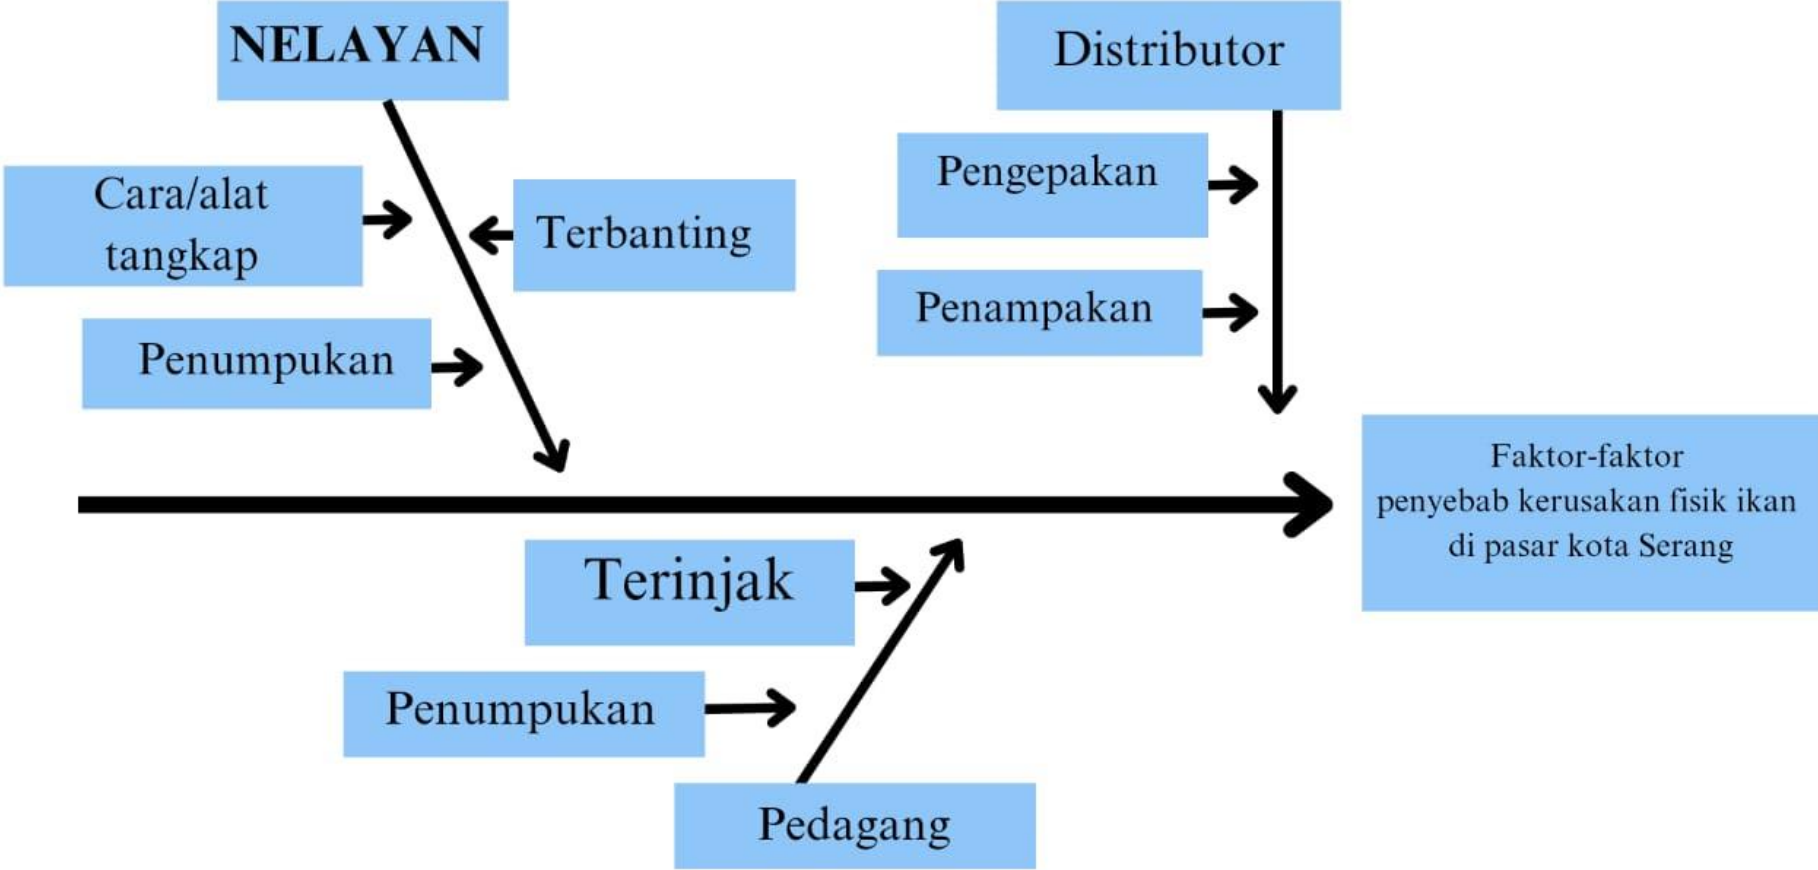 NELAYAN
Distributor
Cara/alat
tangkap
Terbanting
Penumpukan
Pengepakan
Penampakan
Faktor-faktor
penyebab kerusakan fisik ikan
di pasar kota Serang
Terinjak
Penumpukan
Pedagang